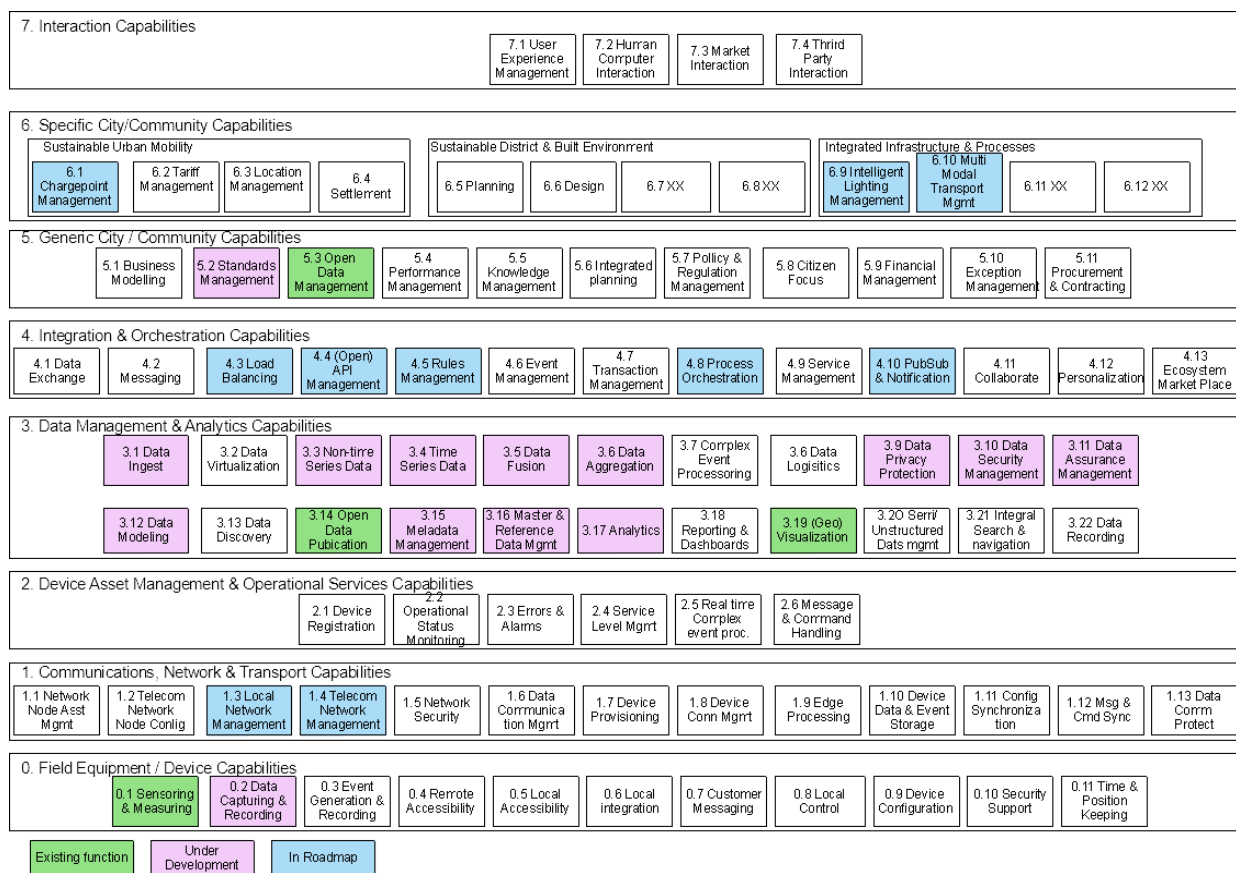 7. Interaction Capabilities
7.1 User
Experience
Management
7.2 Human
Computer
Interaction
7.3 Market
Interaction
7.4 Thrird
Party
Interaction
6. Specific City/Community Capabilities
Sustainable Urban Mobility
6.1
Chargepoint
Management
6.2 Tariff
Management
6.3 Location
Management
6.4
Settlement
Sustainable District & Built Environment
6.5 Planning
6.6 Design
6.7 XX
6.8 XX
Integrated Infrastructure & Processes
6.9 Intelligent
Lighting
Management
6.10 Multi
Modal
Transport
Mgmt
6.11 XX
6.12 XX
5. Generic City / Community Capabilities
5.1 Business
Modelling
5.2 Standards
Management
5.3 Open
Data
Management
5.4
Performance
Management
5.5
Knowledge
Management
5.6 Integrated
planning
5.7 Pollicy &
Regulation
Management
5.8 Citizen
Focus
5.9 Financial
Management
5.10
Exception
Management
5.11
Procurement
& Contracting
4. Integration & Orchestration Capabilities
4.1 Data
Exchange
4.2
Messaging
4.3 Load
Balancing
4.4 (Open)
API
Management
4.5 Rules
Management
4.6 Event
Management
4.7
Transaction
Management
4.8 Process
Orchestration
4.9 Service
Management
4.10 PubSub
& Notification
4.11
Collaborate
4.12
Personalization
4.13
Ecosystem
Market Place
3. Data Management & Analytics Capabilities
3.1 Data
Ingest
3.2 Data
Virtualization
3.3 Non-time
Series Data
3.4 Time
Series Data
3.5 Data
Fusion
3.6 Data
Aggregation
3.7 Complex
Event
Processoring
3.6 Data
Logisitics
3.9 Data
Privacy
Protection
3.10 Data
Security
Management
3.11 Data
Assurance
Management
3.12 Data
Modeling
3.13 Data
Discovery
3.14 Open
Data
Pubication
3.15
Meladata
Management
3.16 Master &
Reference
Data Mgmt
3.17 Analytics
3.18
Reporting &
Dashboards
3.19 (Geo)
Visualization
3.20 Serri/
Unstructured
Dats mgmt
3.21 Integral
Search &
navigation
3.22 Data
Recording
2. Device Asset Management & Operational Services Capabilities
2.1 Device
Registration
2.2
Operational
Status
Monitoring
2.3 Errors &
Alarms
2.4 Service
Level Mgmt
2.5 Real time
Complex
event proc.
2.6 Message
& Command
Handling
1. Communications, Network & Transport Capabilities
1.1 Network
Node Asst
Mgmt
1.2 Telecom
Network
Node Conlig
1.3 Local
Network
Management
1.4 Telecom
Network
Management
1.5 Network
Security
1.6 Data
Communica
tion Mgmt
1.7 Device
Provisioning
1.8 Device
Conn Mgmt
1.9 Edge
Processing
1.10 Device
Data & Event
Storage
1.11 Config
Synchroniza
tion
1.12 Msg &
Cmd Sync
1.13 Data
Comm
Protect
0. Field Equipment / Device Capabilities
0.1 Sensoring
& Measuring
0.2 Data
Capturing &
Recording
0.3 Event
Generation &
Recording
0.4 Remote
Accessibility
0.5 Local
Accessibility
0.6 Local
integration
0.7 Customer
Messaging
0.8 Local
Control
0.9 Device
Configuration
0.10 Security
Support
0.11 Time &
Position
Keeping
Existing function
Under
Development
In Roadmap